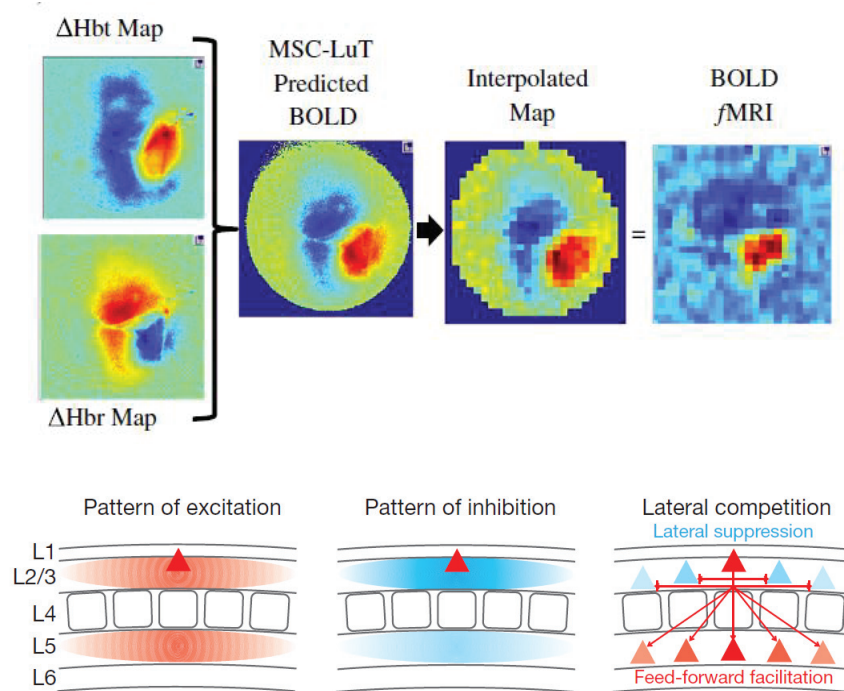 ΔHbt Map
MSC-LuT
Predicted
BOLD
Interpolated
Map
BOLD
fMRI
=
ΔHbr Map
Pattern of excitation
Pattern of inhibition
Lateral competition
Lateral suppression
L1
L2/3
L4
L5
L6
Feed-forward facilitation